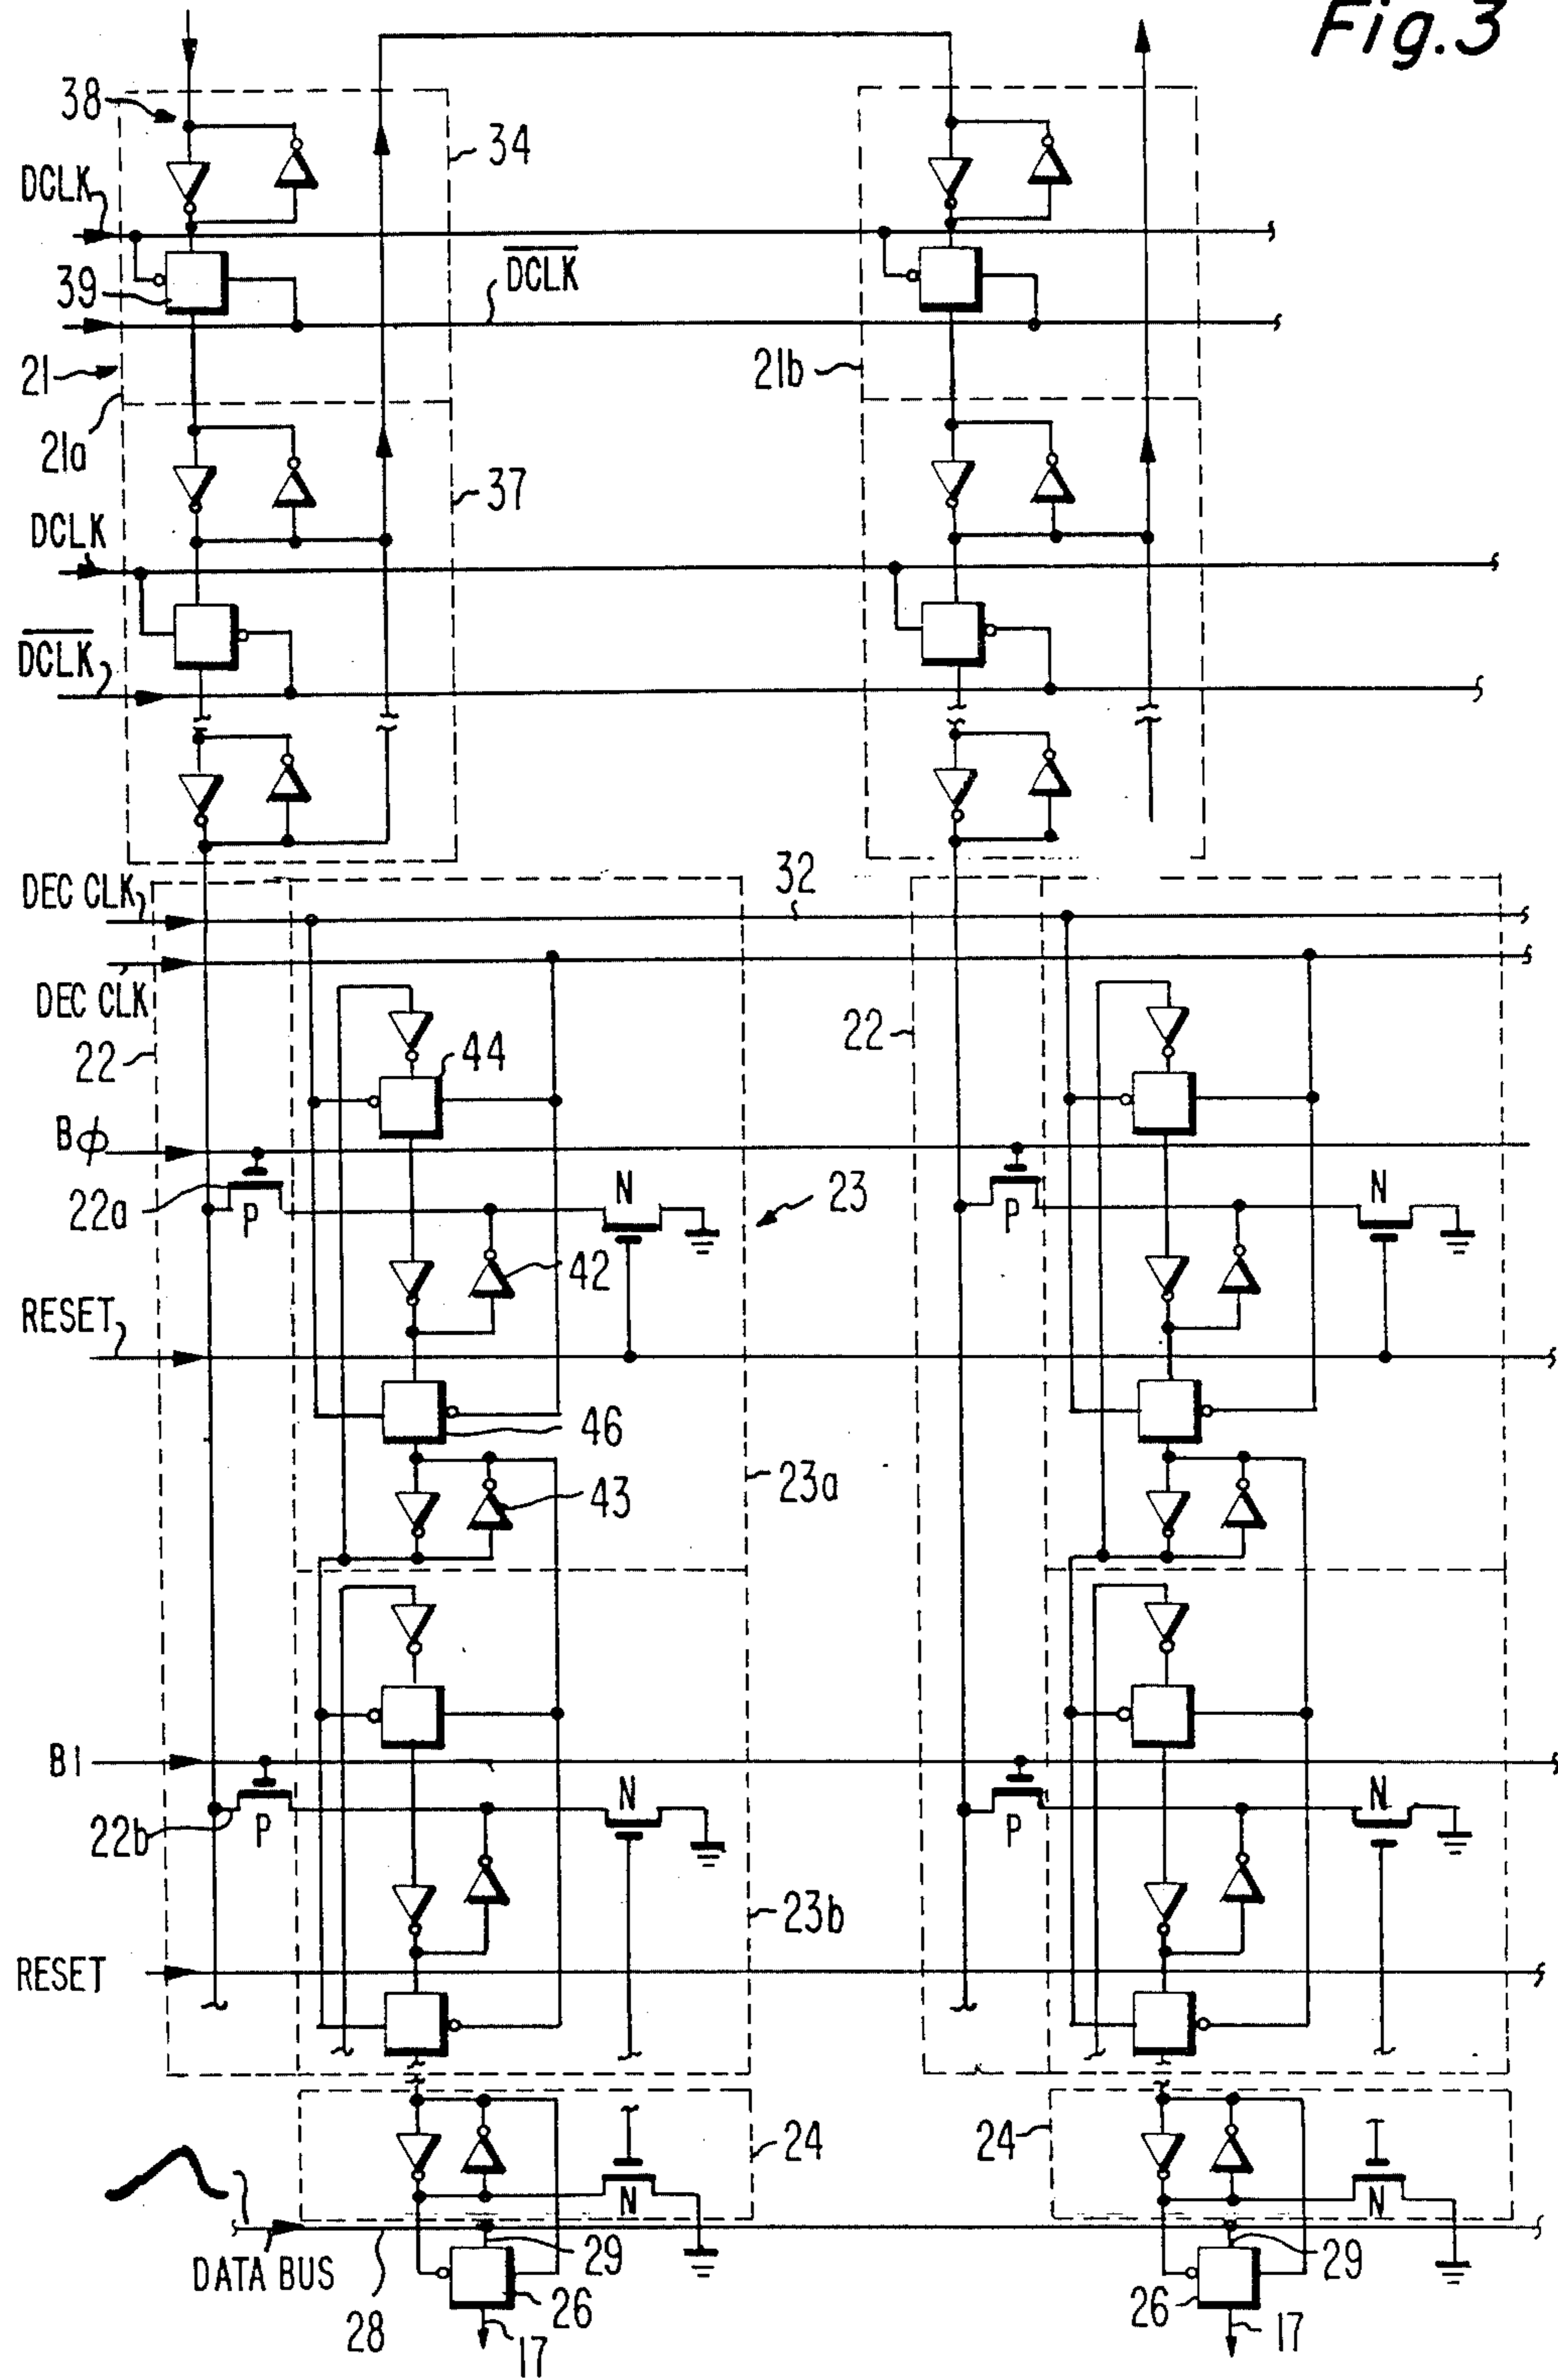 Fig.3
38
34
DCLK
DCLK
39
21
21b
21a
37
DCLK
DCLK
DEC CLK
32
DEC CLK
22
44
22
Bϕ
22a
P
N
23
P
N
42
RESET
46
23a
43
B1
22b
P
N
P
N
23b
RESET
24
24
N
N
DATA BUS
29
29
28
26
26
17
17